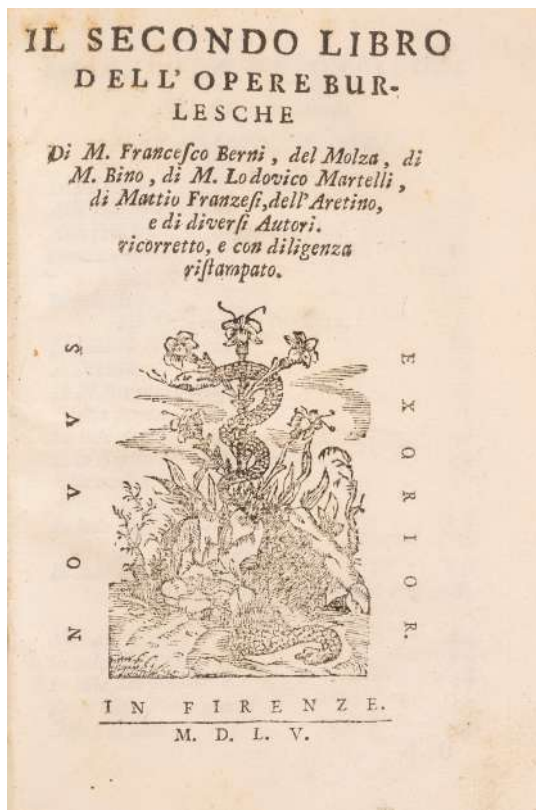 IL SECONDO LIBRO
DELL' OPERE BUR-
LESCHE
Di M. Franceſco Berni, del Molza, di
M. Bino, di M. Lodovico Martelli,
di Mattio Franzeſi, dell'Aretino,
e di diverſi Autori.
ricorretto, e con diligenza
riſtampato.
NOVVS
EXORIOR.
IN FIRENZE.
M. D. L. V.